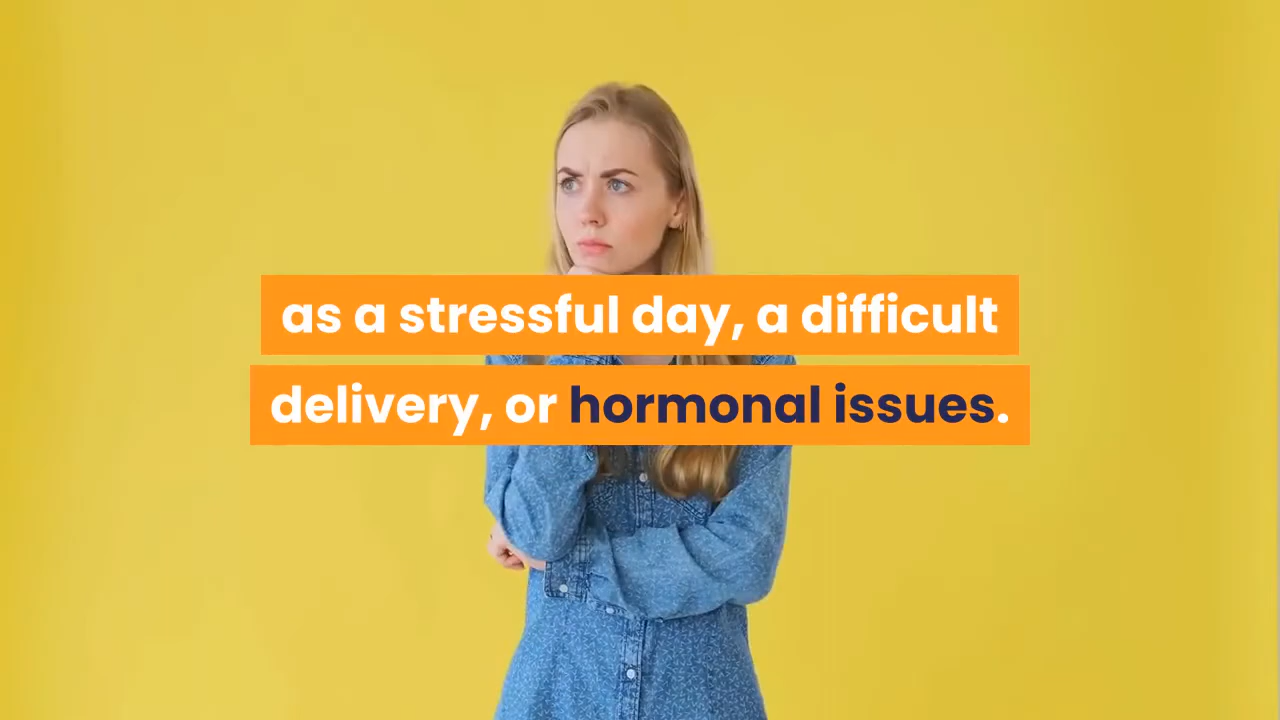 as a stressful day, a difficult
delivery, or hormonal issues.